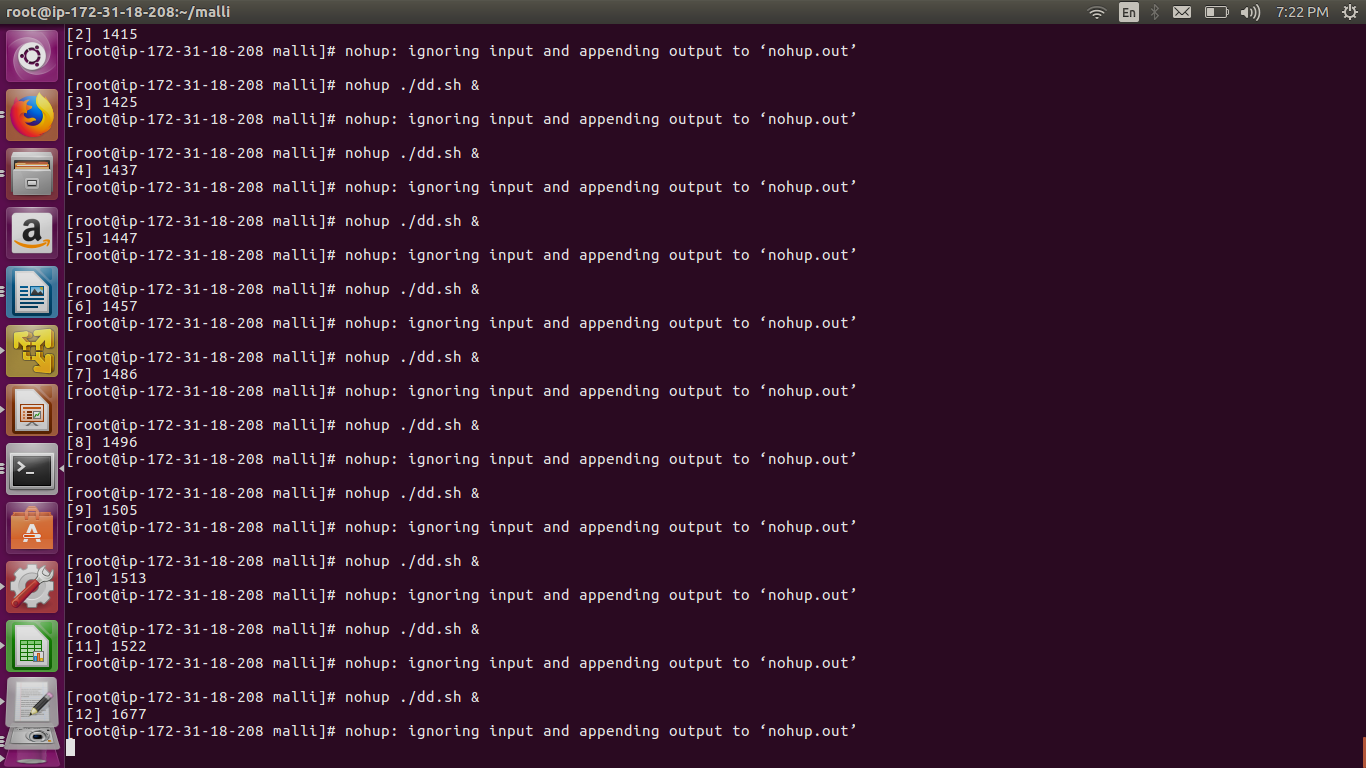 root@ip-172-31-18-208:~/malli
En
7:22 PM
[2] 1415
[root@ip-172-31-18-208 malli]# nohup: ignoring input and appending output to ‘nohup.out’
[root@ip-172-31-18-208 malli]# nohup ./dd.sh &
[3] 1425
[root@ip-172-31-18-208 malli]# nohup: ignoring input and appending output to ‘nohup.out’
[root@ip-172-31-18-208 malli]# nohup ./dd.sh &
[4] 1437
[root@ip-172-31-18-208 malli]# nohup: ignoring input and appending output to ‘nohup.out’
[root@ip-172-31-18-208 malli]# nohup ./dd.sh &
[5] 1447
[root@ip-172-31-18-208 malli]# nohup: ignoring input and appending output to ‘nohup.out’
[root@ip-172-31-18-208 malli]# nohup ./dd.sh &
[6] 1457
[root@ip-172-31-18-208 malli]# nohup: ignoring input and appending output to ‘nohup.out’
[root@ip-172-31-18-208 malli]# nohup ./dd.sh &
[7] 1486
[root@ip-172-31-18-208 malli]# nohup: ignoring input and appending output to ‘nohup.out’
[root@ip-172-31-18-208 malli]# nohup ./dd.sh &
[8] 1496
[root@ip-172-31-18-208 malli]# nohup: ignoring input and appending output to ‘nohup.out’
[root@ip-172-31-18-208 malli]# nohup ./dd.sh &
[9] 1505
[root@ip-172-31-18-208 malli]# nohup: ignoring input and appending output to ‘nohup.out’
[root@ip-172-31-18-208 malli]# nohup ./dd.sh &
[10] 1513
[root@ip-172-31-18-208 malli]# nohup: ignoring input and appending output to ‘nohup.out’
[root@ip-172-31-18-208 malli]# nohup ./dd.sh &
[11] 1522
[root@ip-172-31-18-208 malli]# nohup: ignoring input and appending output to ‘nohup.out’
[root@ip-172-31-18-208 malli]# nohup ./dd.sh &
[12] 1677
[root@ip-172-31-18-208 malli]# nohup: ignoring input and appending output to ‘nohup.out’